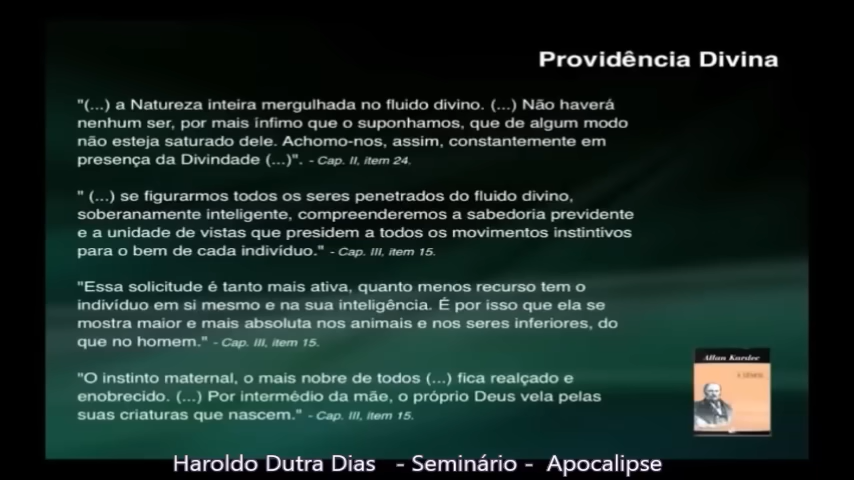 Providência Divina
"(...) a Natureza inteira mergulhada no fluido divino. (...) Não haverá
nenhum ser, por mais ínfimo que o suponhamos, que de algum modo
não esteja saturado dele. Achomo-nos, assim, constantemente em
presença da Divindade (...)". - Cap. II, item 24.
" (...) se figurarmos todos os seres penetrados do fluido divino,
soberanamente inteligente, compreenderemos a sabedoria previdente
e a unidade de vistas que presidem a todos os movimentos instintivos
para o bem de cada indivíduo." - Cap. III, item 15.
"Essa solicitude é tanto mais ativa, quanto menos recurso tem o
indivíduo em si mesmo e na sua inteligência. É por isso que ela se
mostra maior e mais absoluta nos animais e nos seres inferiores, do
que no homem." - Cap. III, item 15.
"O instinto maternal, o mais nobre de todos (...) fica realçado e
enobrecido. (...) Por intermédio da mãe, o próprio Deus vela pelas
suas criaturas que nascem." - Cap. III, item 15.
Allan Kardec
Haroldo Dutra Dias - Seminário - Apocalipse